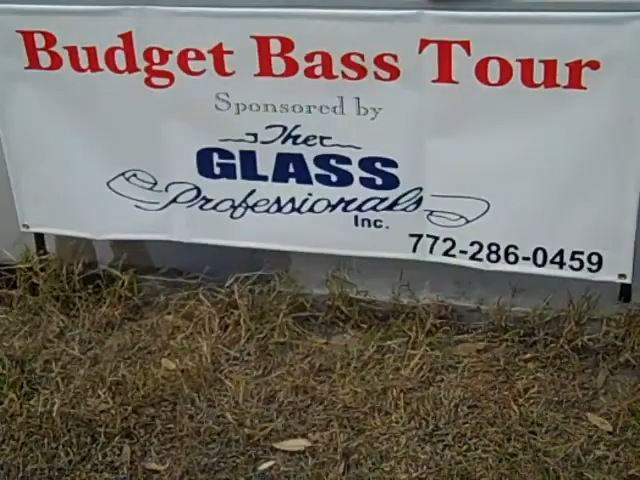 Budget Bass Tour
Sponsored by
The
GLASS
Professionals
Inc.
772-286-0459